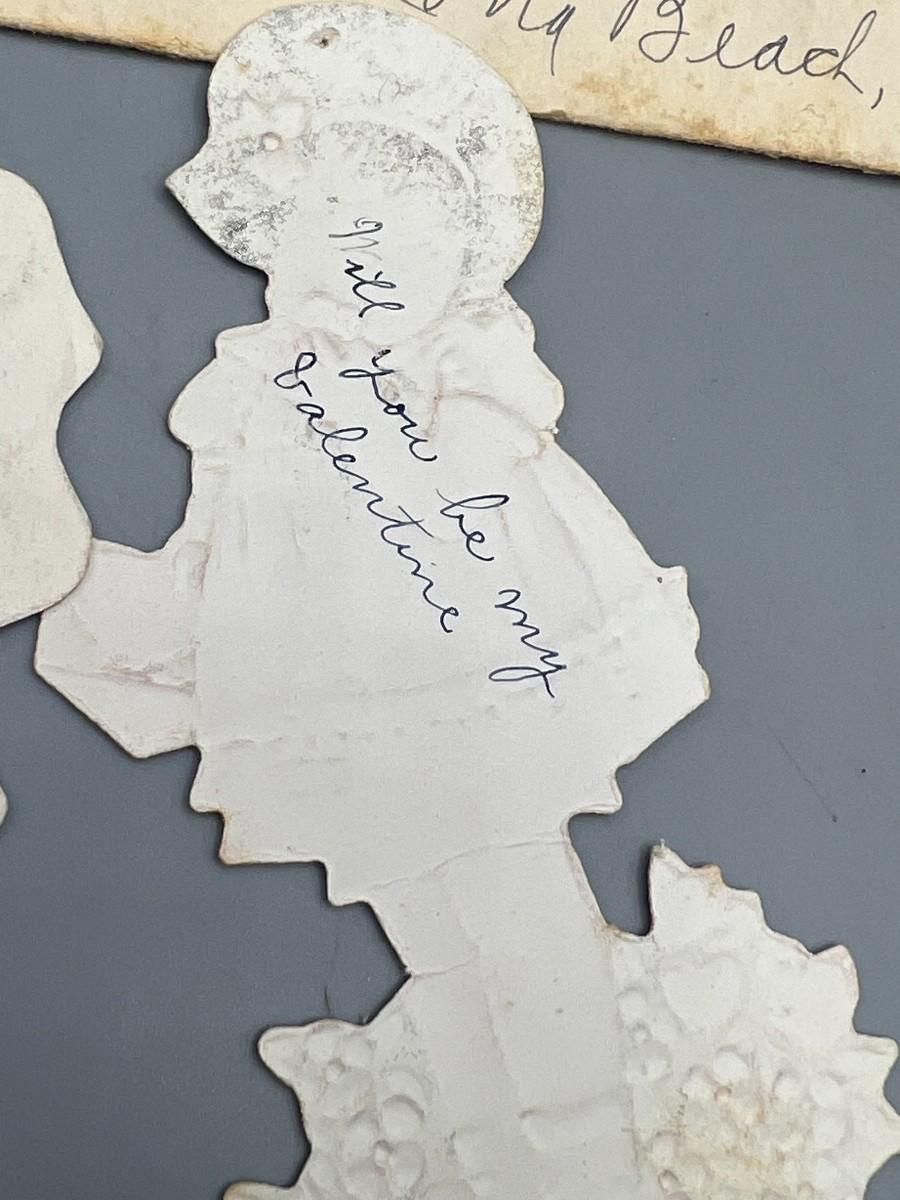 Beach,
Will you be my
valentine